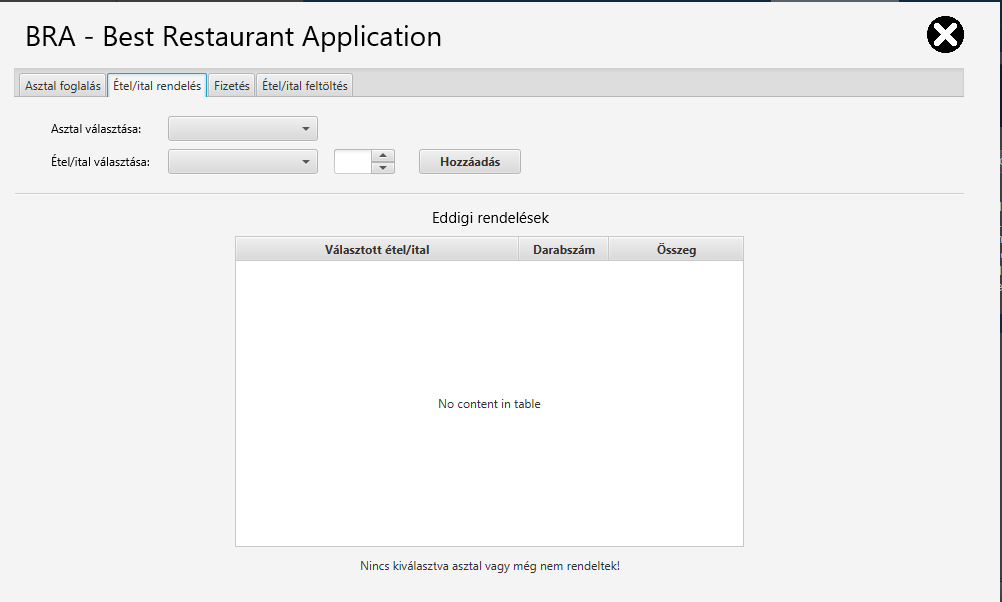 BRA - Best Restaurant Application
Asztal foglalás Étel/ital rendelés Fizetés Étel/ital feltöltés
Asztal választása:
Étel/ital választása: Hozzáadás
Eddigi rendelések
Választott étel/ital Darabszám Összeg
No content in table
Nincs kiválasztva asztal vagy még nem rendeltek!